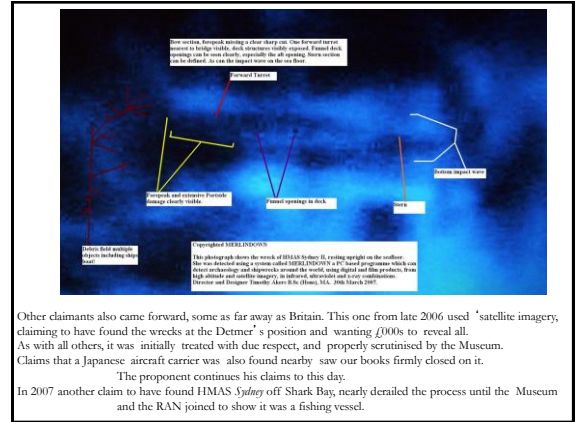 Bow section, forepeak missing a clear sharp cut. One forward turret
nearest to bridge visible, deck structures visibly exposed. Funnel deck
openings can be seen clearly, especially the aft opening. Stern section
can be defined. As can the impact wave on the sea floor.
Forward Turret
Bottom impact wave
Forepeak and extensive Portside
damage clearly visible.
Funnel openings in deck
Stern
Debris field multiple
objects including ships
boat!
Copyrighted MERLINDOWN
This photograph shows the wreck of HMAS Sydney II, resting upright on the seafloor.
She was detected using a system called MERLINDOWN a PC based programme which can
detect archaeology and shipwrecks around the world, using digital and film products, from
high altitude and satellite imagery, in infrared, ultraviolet and x-ray combinations.
Director and Designer Timothy Akers B.Sc (Hons), MA. 30th March 2007.
Other claimants also came forward, some as far away as Britain. This one from late 2006 used ‘satellite imagery,
claiming to have found the wrecks at the Detmer’s position and wanting £000s to reveal all.
As with all others, it was initially treated with due respect, and properly scrutinised by the Museum.
Claims that a Japanese aircraft carrier was also found nearby saw our books firmly closed on it.
The proponent continues his claims to this day.
In 2007 another claim to have found HMAS Sydney off Shark Bay, nearly derailed the process until the Museum
and the RAN joined to show it was a fishing vessel.